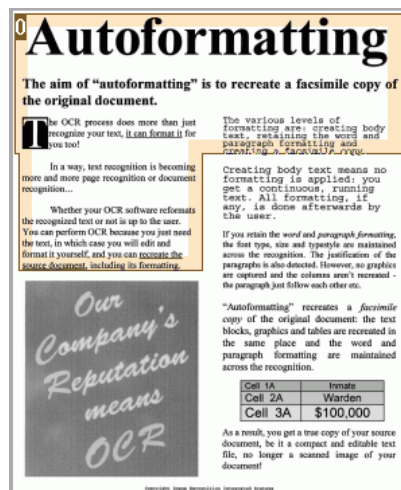 0
Autoformatting
The aim of “autoformatting” is to recreate a facsimile copy of
the original document.
The OCR process does more than just
recognize your text, it can format it for
you too!
In a way, text recognition is becoming
more and more page recognition or document
recognition…
Whether your OCR software reformats
the recognized text or not is up to the user.
You can perform OCR because you just need
the text, in which case you will edit and
format it yourself, and you can recreate the
source document, including its formatting.
Our
Company's
Reputation
means
OCR
The various levels of
formatting are: creating body
text, retaining the word and
paragraph formatting and
creating a facsimile copy.
Creating body text means no
formatting is applied: you
get a continuous, running
text. All formatting, if
any, is done afterwards by
the user.
If you retain the word and paragraph formatting,
the font type, size and typestyle are maintained
across the recognition. The justification of the
paragraphs is also detected. However, no graphics
are captured and the columns aren't recreated -
the paragraph just follow each other etc.
“Autoformatting” recreates a facsimile
copy of the original document: the text
blocks, graphics and tables are recreated in
the same place and the word and
paragraph formatting are maintained
across the recognition.
Cell 1A Inmate
Cell 2A Warden
Cell 3A $100,000
As a result, you get a true copy of your source
document, be it a compact and editable text
file, no longer a scanned image of your
document!